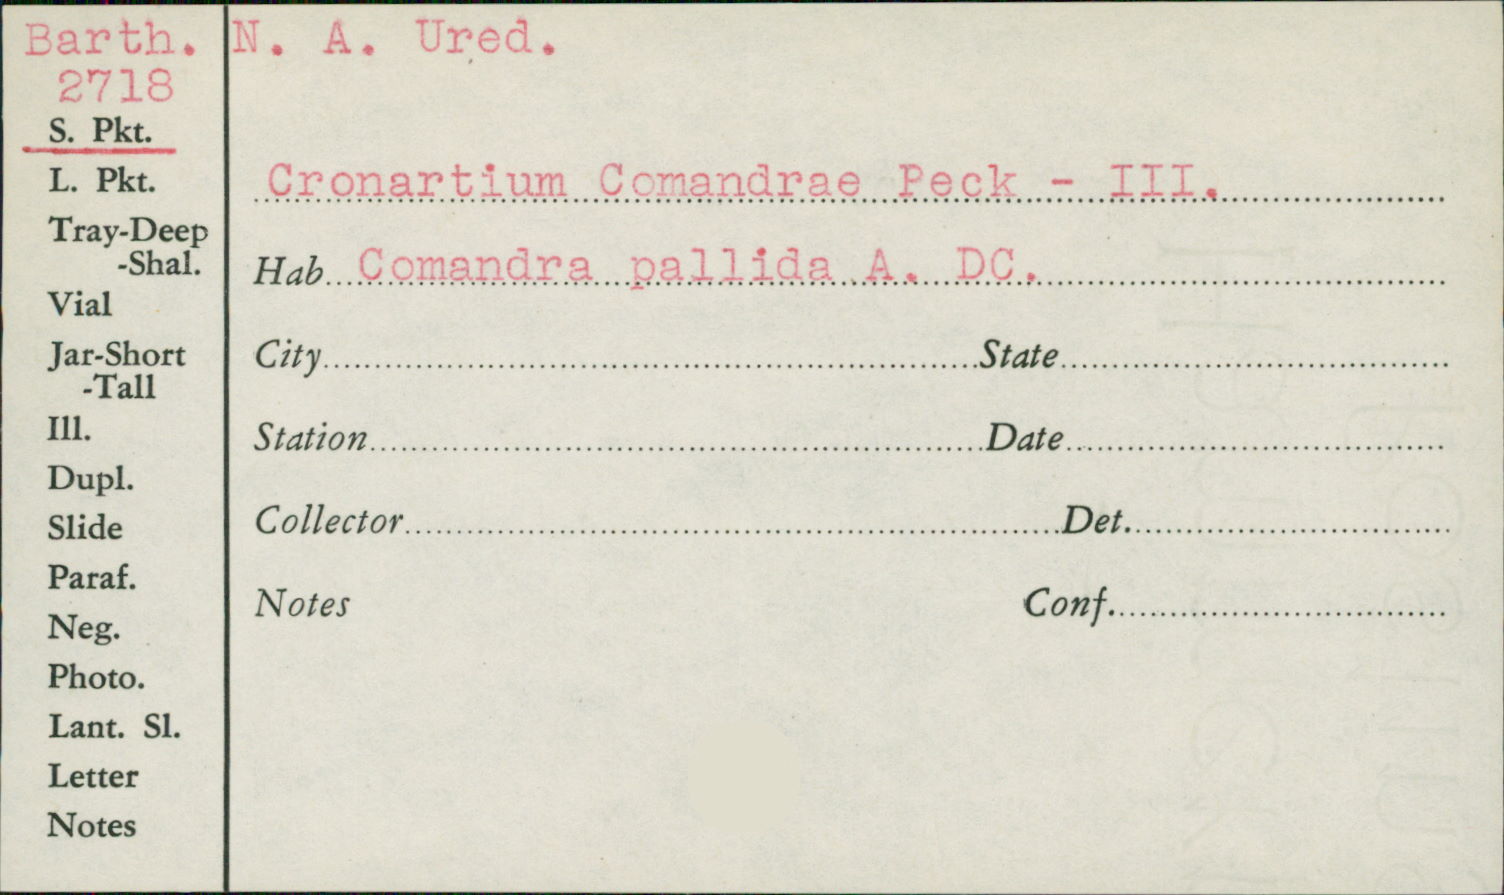 Barth. N. A. Ured.
2718
S. Pkt.
L. Pkt.
Tray-Deep
-Shal.
Vial
Jar-Short
-Tall
Ill.
Dupl.
Slide
Paraf.
Neg.
Photo.
Lant. Sl.
Letter
Notes
Cronartium Comandrae Peck - III.
Hab Comandra pallida A. DC.
City State
Station Date
Collector Det.
Notes Conf.